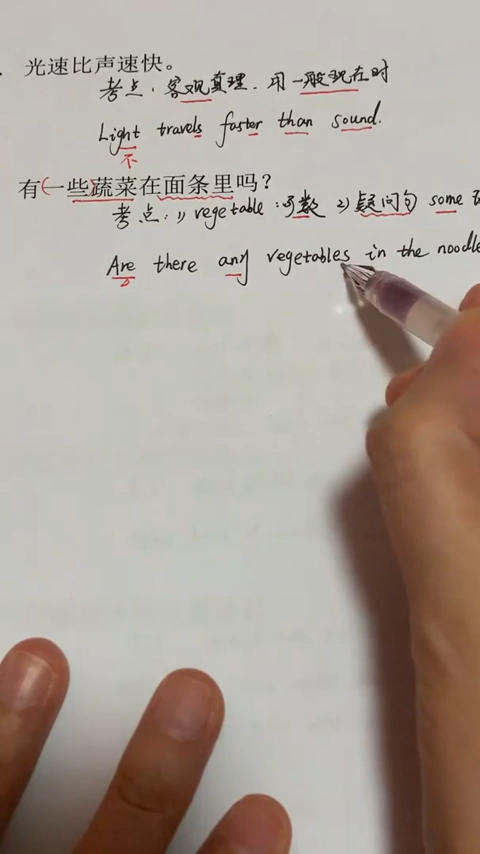 光速比声速快。
考点：客观真理．用一般现在时
Light travels faster than sound.
不
有一些蔬菜在面条里吗？
考点：1) vegetable：可数 2) 疑问句 some
Are there any vegetables in the noodle